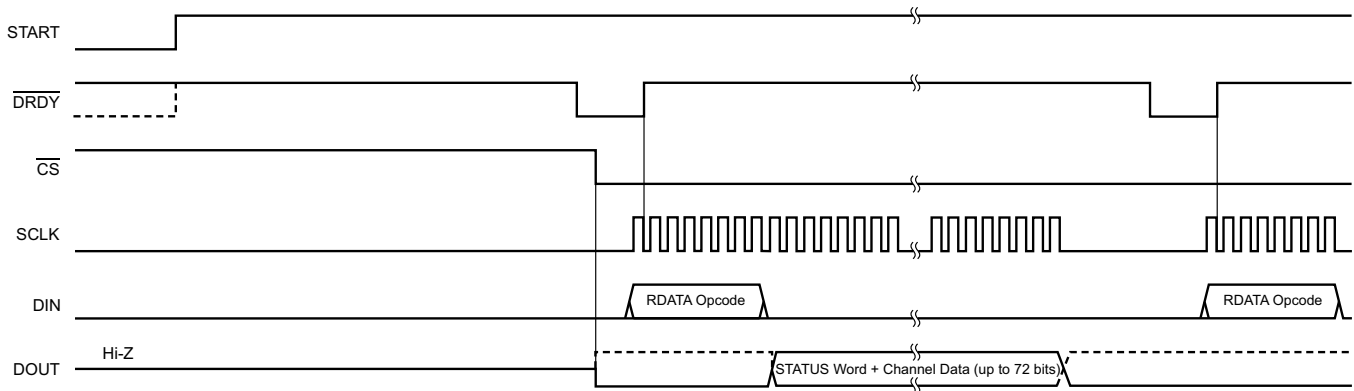 START
DRDY
CS
SCLK
DIN
RDATA Opcode
RDATA Opcode
Hi-Z
DOUT
STATUS Word + Channel Data (up to 72 bits)